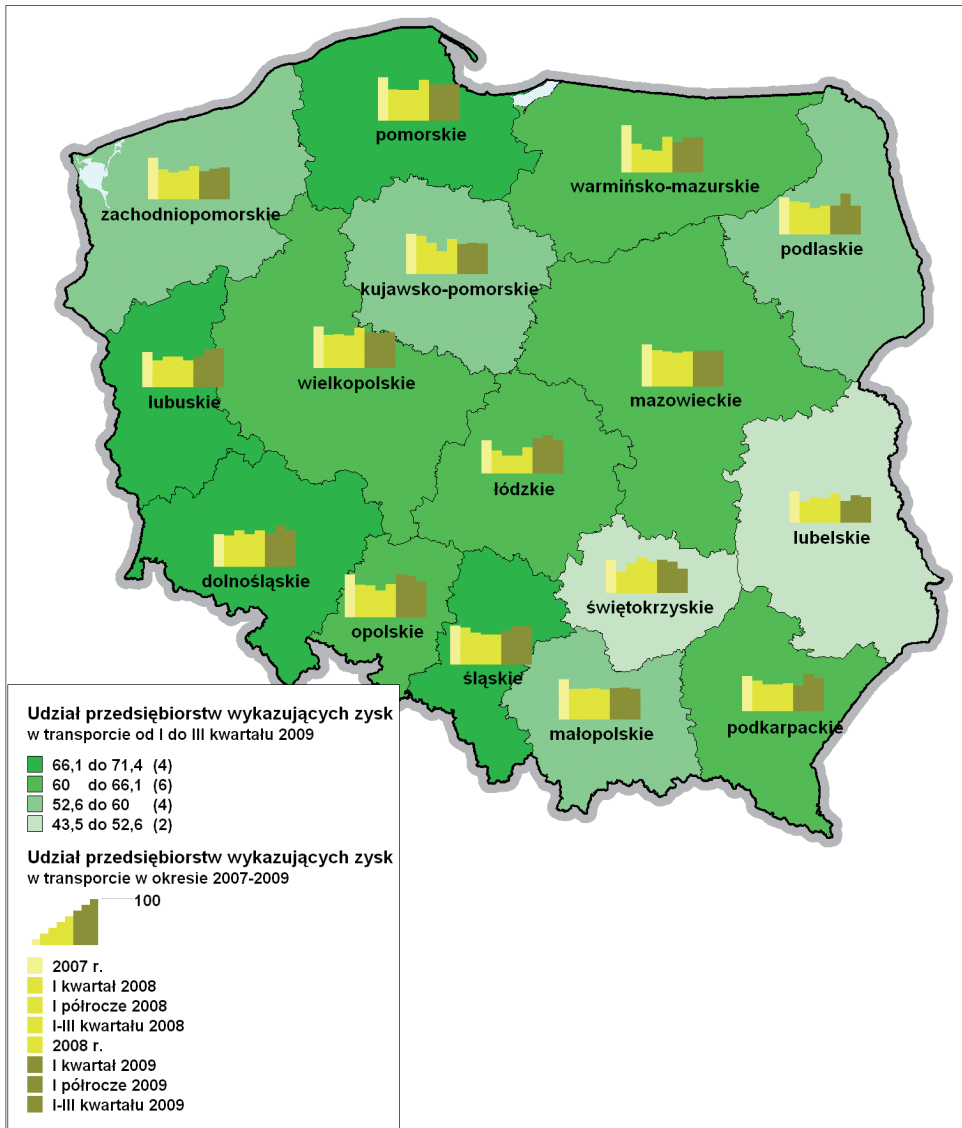 pomorskie
warmińsko-mazurskie
zachodniopomorskie
podlaskie
kujawsko-pomorskie
wielkopolskie
lubuskie
mazowieckie
łódzkie
lubelskie
dolnośląskie
świętokrzyskie
opolskie
śląskie
małopolskie
podkarpackie
Udział przedsiębiorstw wykazujących zysk
w transporcie od I do III kwartału 2009
66,1 do 71,4 (4)
60 do 66,1 (6)
52,6 do 60 (4)
43,5 do 52,6 (2)
Udział przedsiębiorstw wykazujących zysk
w transporcie w okresie 2007-2009
100
2007 r.
I kwartał 2008
I półrocze 2008
I-III kwartału 2008
2008 r.
I kwartał 2009
I półrocze 2009
I-III kwartału 2009